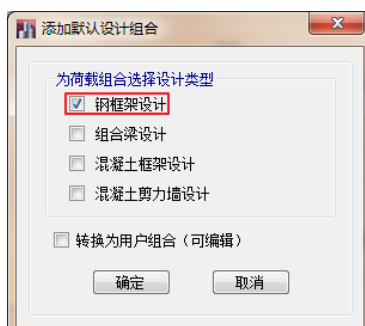 添加默认设计组合
为荷载组合选择设计类型
钢框架设计
组合梁设计
混凝土框架设计
混凝土剪力墙设计
转换为用户组合（可编辑）
确定 取消